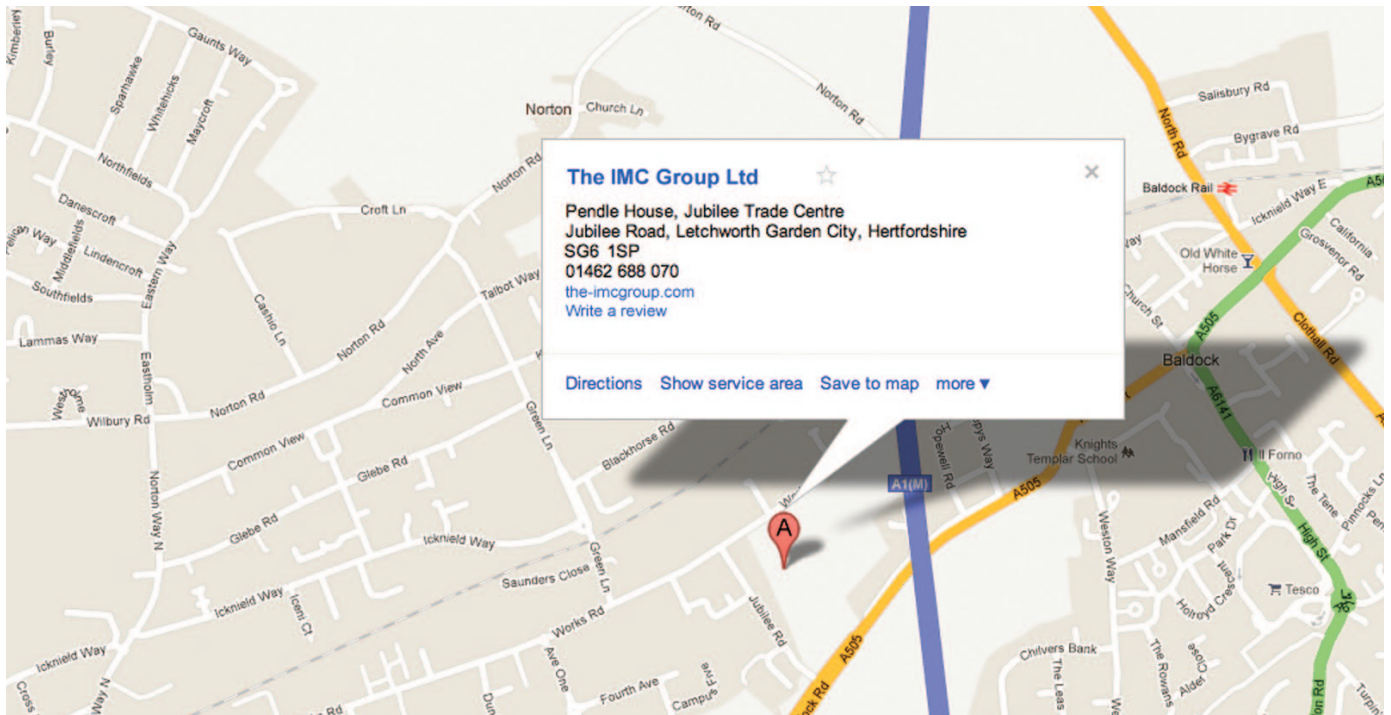 The IMC Group Ltd
Pendle House, Jubilee Trade Centre
Jubilee Road, Letchworth Garden City, Hertfordshire
SG6 1SP
01462 688 070
the-imcgroup.com
Write a review
Directions Show service area Save to map more
A
Kimberley
Burley
Gaunts Way
Sparhawke
Whitehicks
Maycroft
Northfields
Danescroft
Middlefields
Lindencroft
Southfields
Eastern Way
Lammas Way
Eastholm
Wilbury Rd
Norton Rd
Norton Way N
Norton
Church Ln
Norton Rd
Norton Rd
Croft Ln
Cashio Ln
Norton Rd
North Ave
Talbot Way
Common View
Common View
Green Ln
Blackhorse Rd
Glebe Rd
Glebe Rd
Icknield Way
Icknield Way
Icknield Way
Iceni Ct
Saunders Close
Green Ln
Works Rd
Ave One
Fourth Ave
Campus Five
Jubilee Rd
A505
A505
A1(M)
Salisbury Rd
Bygrave Rd
North Rd
Baldock Rail
Icknield Way E
California
Grosvenor Rd
Old White
Horse
Church St
A505
Clothall Rd
Baldock
A6141
Knights
Templar School
Il Forno
High St
High St
The Tene
Pinnocks Ln
Mansfield Rd
Park Dr
Weston Way
Holroyd Cres
Tesco
Chilvers Bank
The Leas
The Rowans
Close